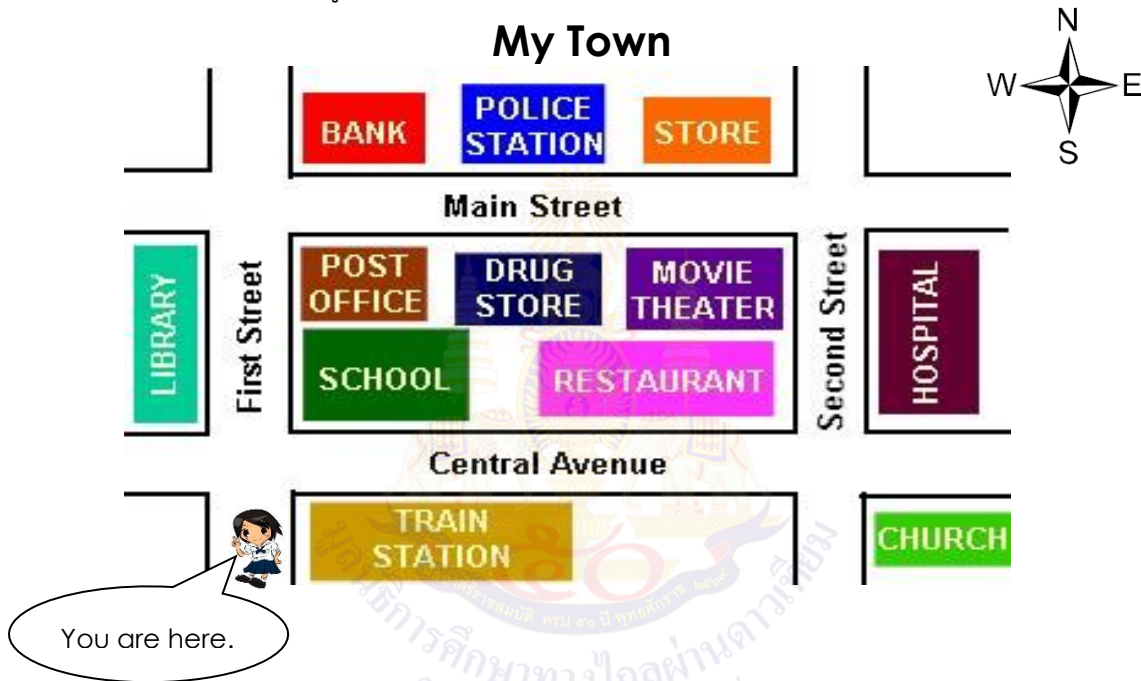 My Town
N
W E
S
BANK
POLICE
STATION
STORE
Main Street
LIBRARY
First Street
POST
OFFICE
DRUG
STORE
MOVIE
THEATER
Second Street
HOSPITAL
SCHOOL
RESTAURANT
Central Avenue
TRAIN
STATION
CHURCH
You are here.